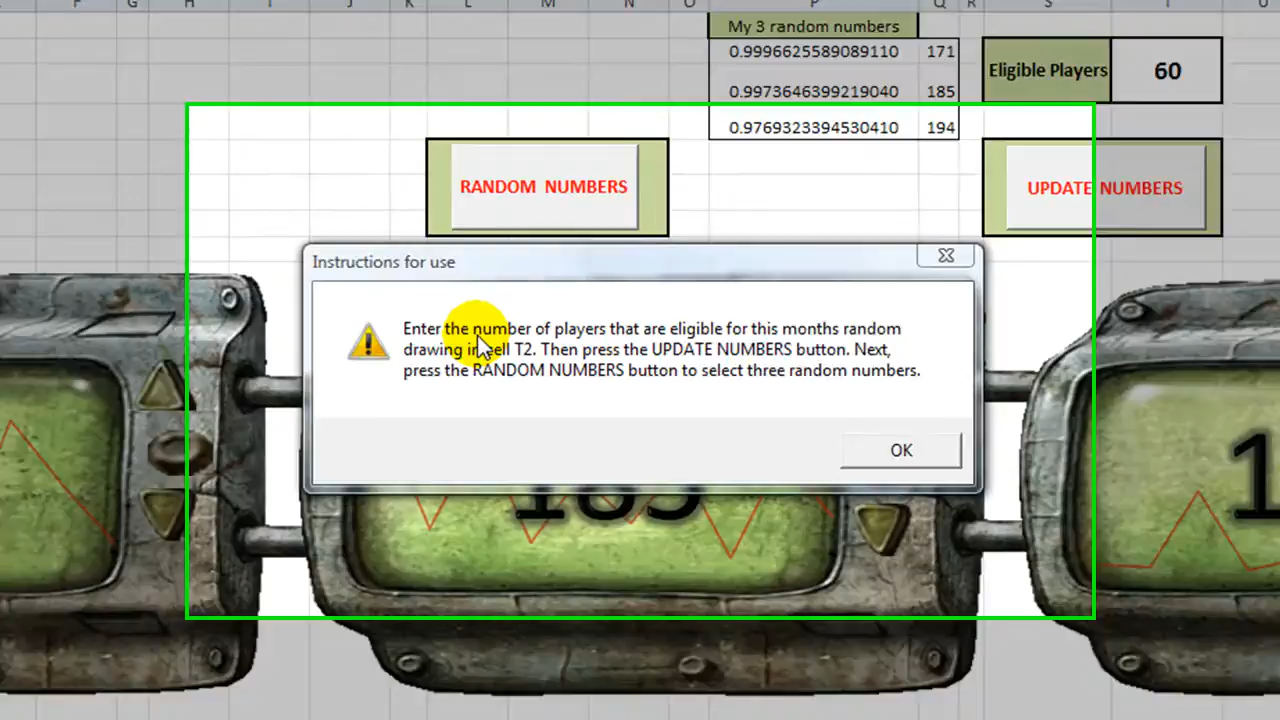 F G H I J K L M N O P Q R S T U
My 3 random numbers
0.9996625589089110 171
Eligible Players 60
0.9973646399219040 185
0.9769323394530410 194
RANDOM NUMBERS
UPDATE NUMBERS
Instructions for use
Enter the number of players that are eligible for this months random
drawing in cell T2. Then press the UPDATE NUMBERS button. Next,
press the RANDOM NUMBERS button to select three random numbers.
OK
185
1